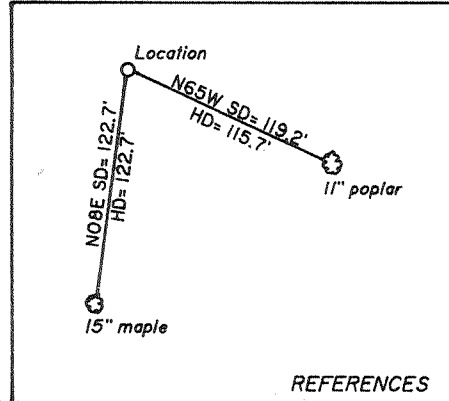 Location
N65W SD= 119.2'
HD= 115.7'
11" poplar
N08E SD= 122.7'
HD= 122.7'
15" maple
REFERENCES